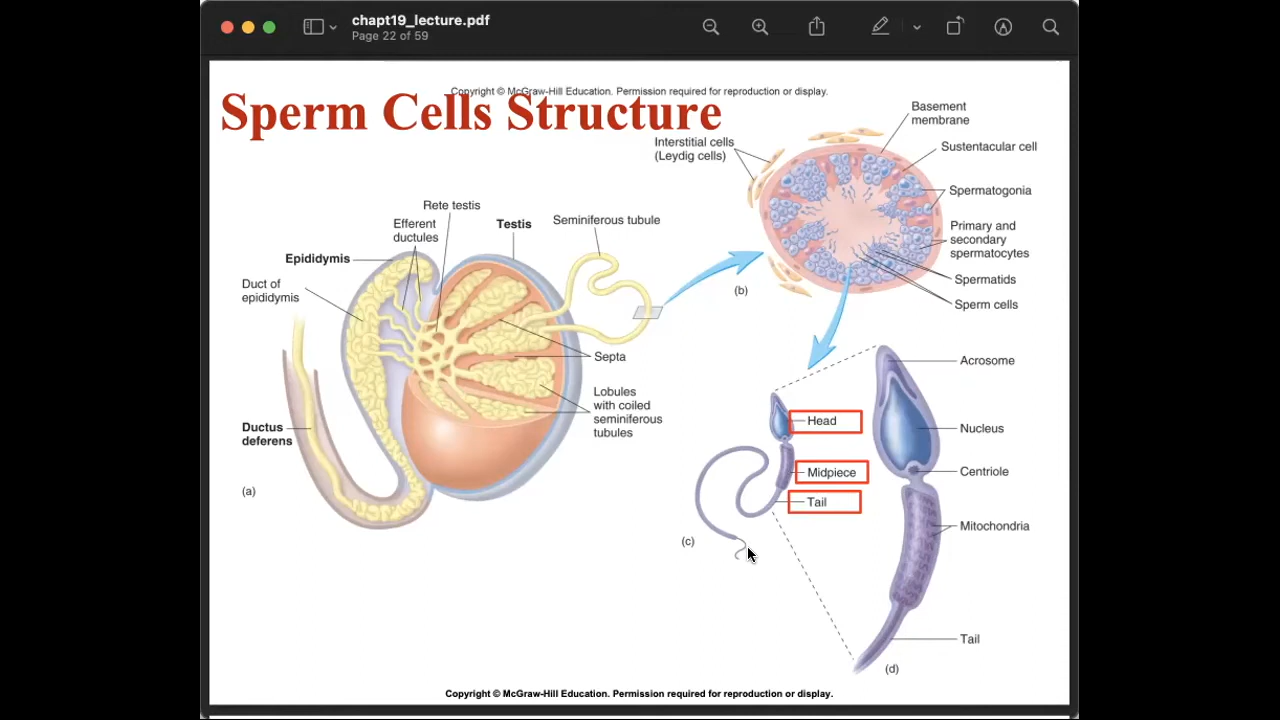 chapt19_lecture.pdf
Page 22 of 59
Copyright © McGraw-Hill Education. Permission required for reproduction or display.
Sperm Cells Structure
Basement
membrane
Interstitial cells
(Leydig cells)
Sustentacular cell
Spermatogonia
Primary and
secondary
spermatocytes
Spermatids
Sperm cells
(b)
Rete testis
Efferent
ductules
Testis
Seminiferous tubule
Epididymis
Duct of
epididymis
Septa
Lobules
with coiled
seminiferous
tubules
Ductus
deferens
(a)
Head
Midpiece
Tail
(c)
Acrosome
Nucleus
Centriole
Mitochondria
Tail
(d)
Copyright © McGraw-Hill Education. Permission required for reproduction or display.